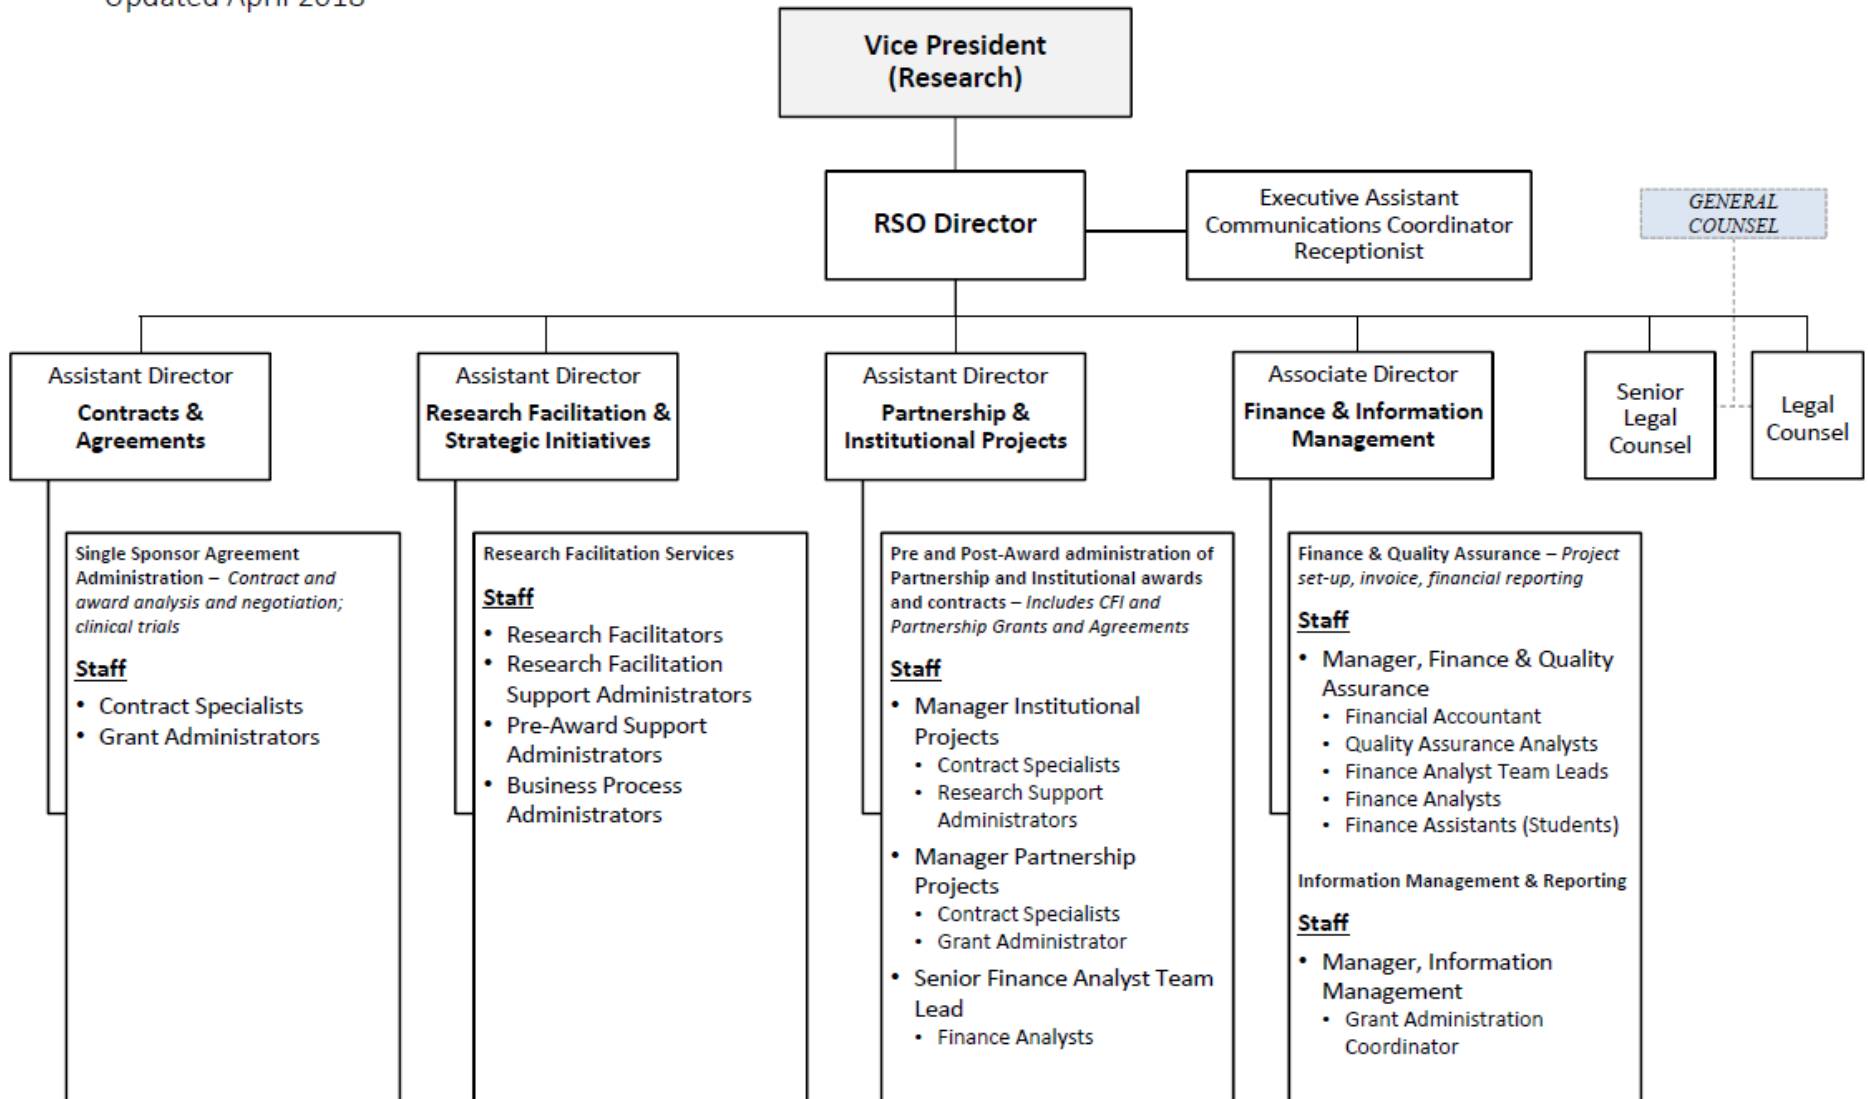 Updated April 2018
Vice President
(Research)
RSO Director
Executive Assistant
Communications Coordinator
Receptionist
GENERAL
COUNSEL
Assistant Director
Contracts &
Agreements
Assistant Director
Research Facilitation &
Strategic Initiatives
Assistant Director
Partnership &
Institutional Projects
Associate Director
Finance & Information
Management
Senior
Legal
Counsel
Legal
Counsel
Single Sponsor Agreement
Administration – Contract and
award analysis and negotiation;
clinical trials
Staff
• Contract Specialists
• Grant Administrators
Research Facilitation Services
Staff
• Research Facilitators
• Research Facilitation
Support Administrators
• Pre-Award Support
Administrators
• Business Process
Administrators
Pre and Post-Award administration of
Partnership and Institutional awards
and contracts – Includes CFI and
Partnership Grants and Agreements
Staff
• Manager Institutional
Projects
• Contract Specialists
• Research Support
Administrators
• Manager Partnership
Projects
• Contract Specialists
• Grant Administrator
• Senior Finance Analyst Team
Lead
• Finance Analysts
Finance & Quality Assurance – Project
set-up, invoice, financial reporting
Staff
• Manager, Finance & Quality
Assurance
• Financial Accountant
• Quality Assurance Analysts
• Finance Analyst Team Leads
• Finance Analysts
• Finance Assistants (Students)
Information Management & Reporting
Staff
• Manager, Information
Management
• Grant Administration
Coordinator